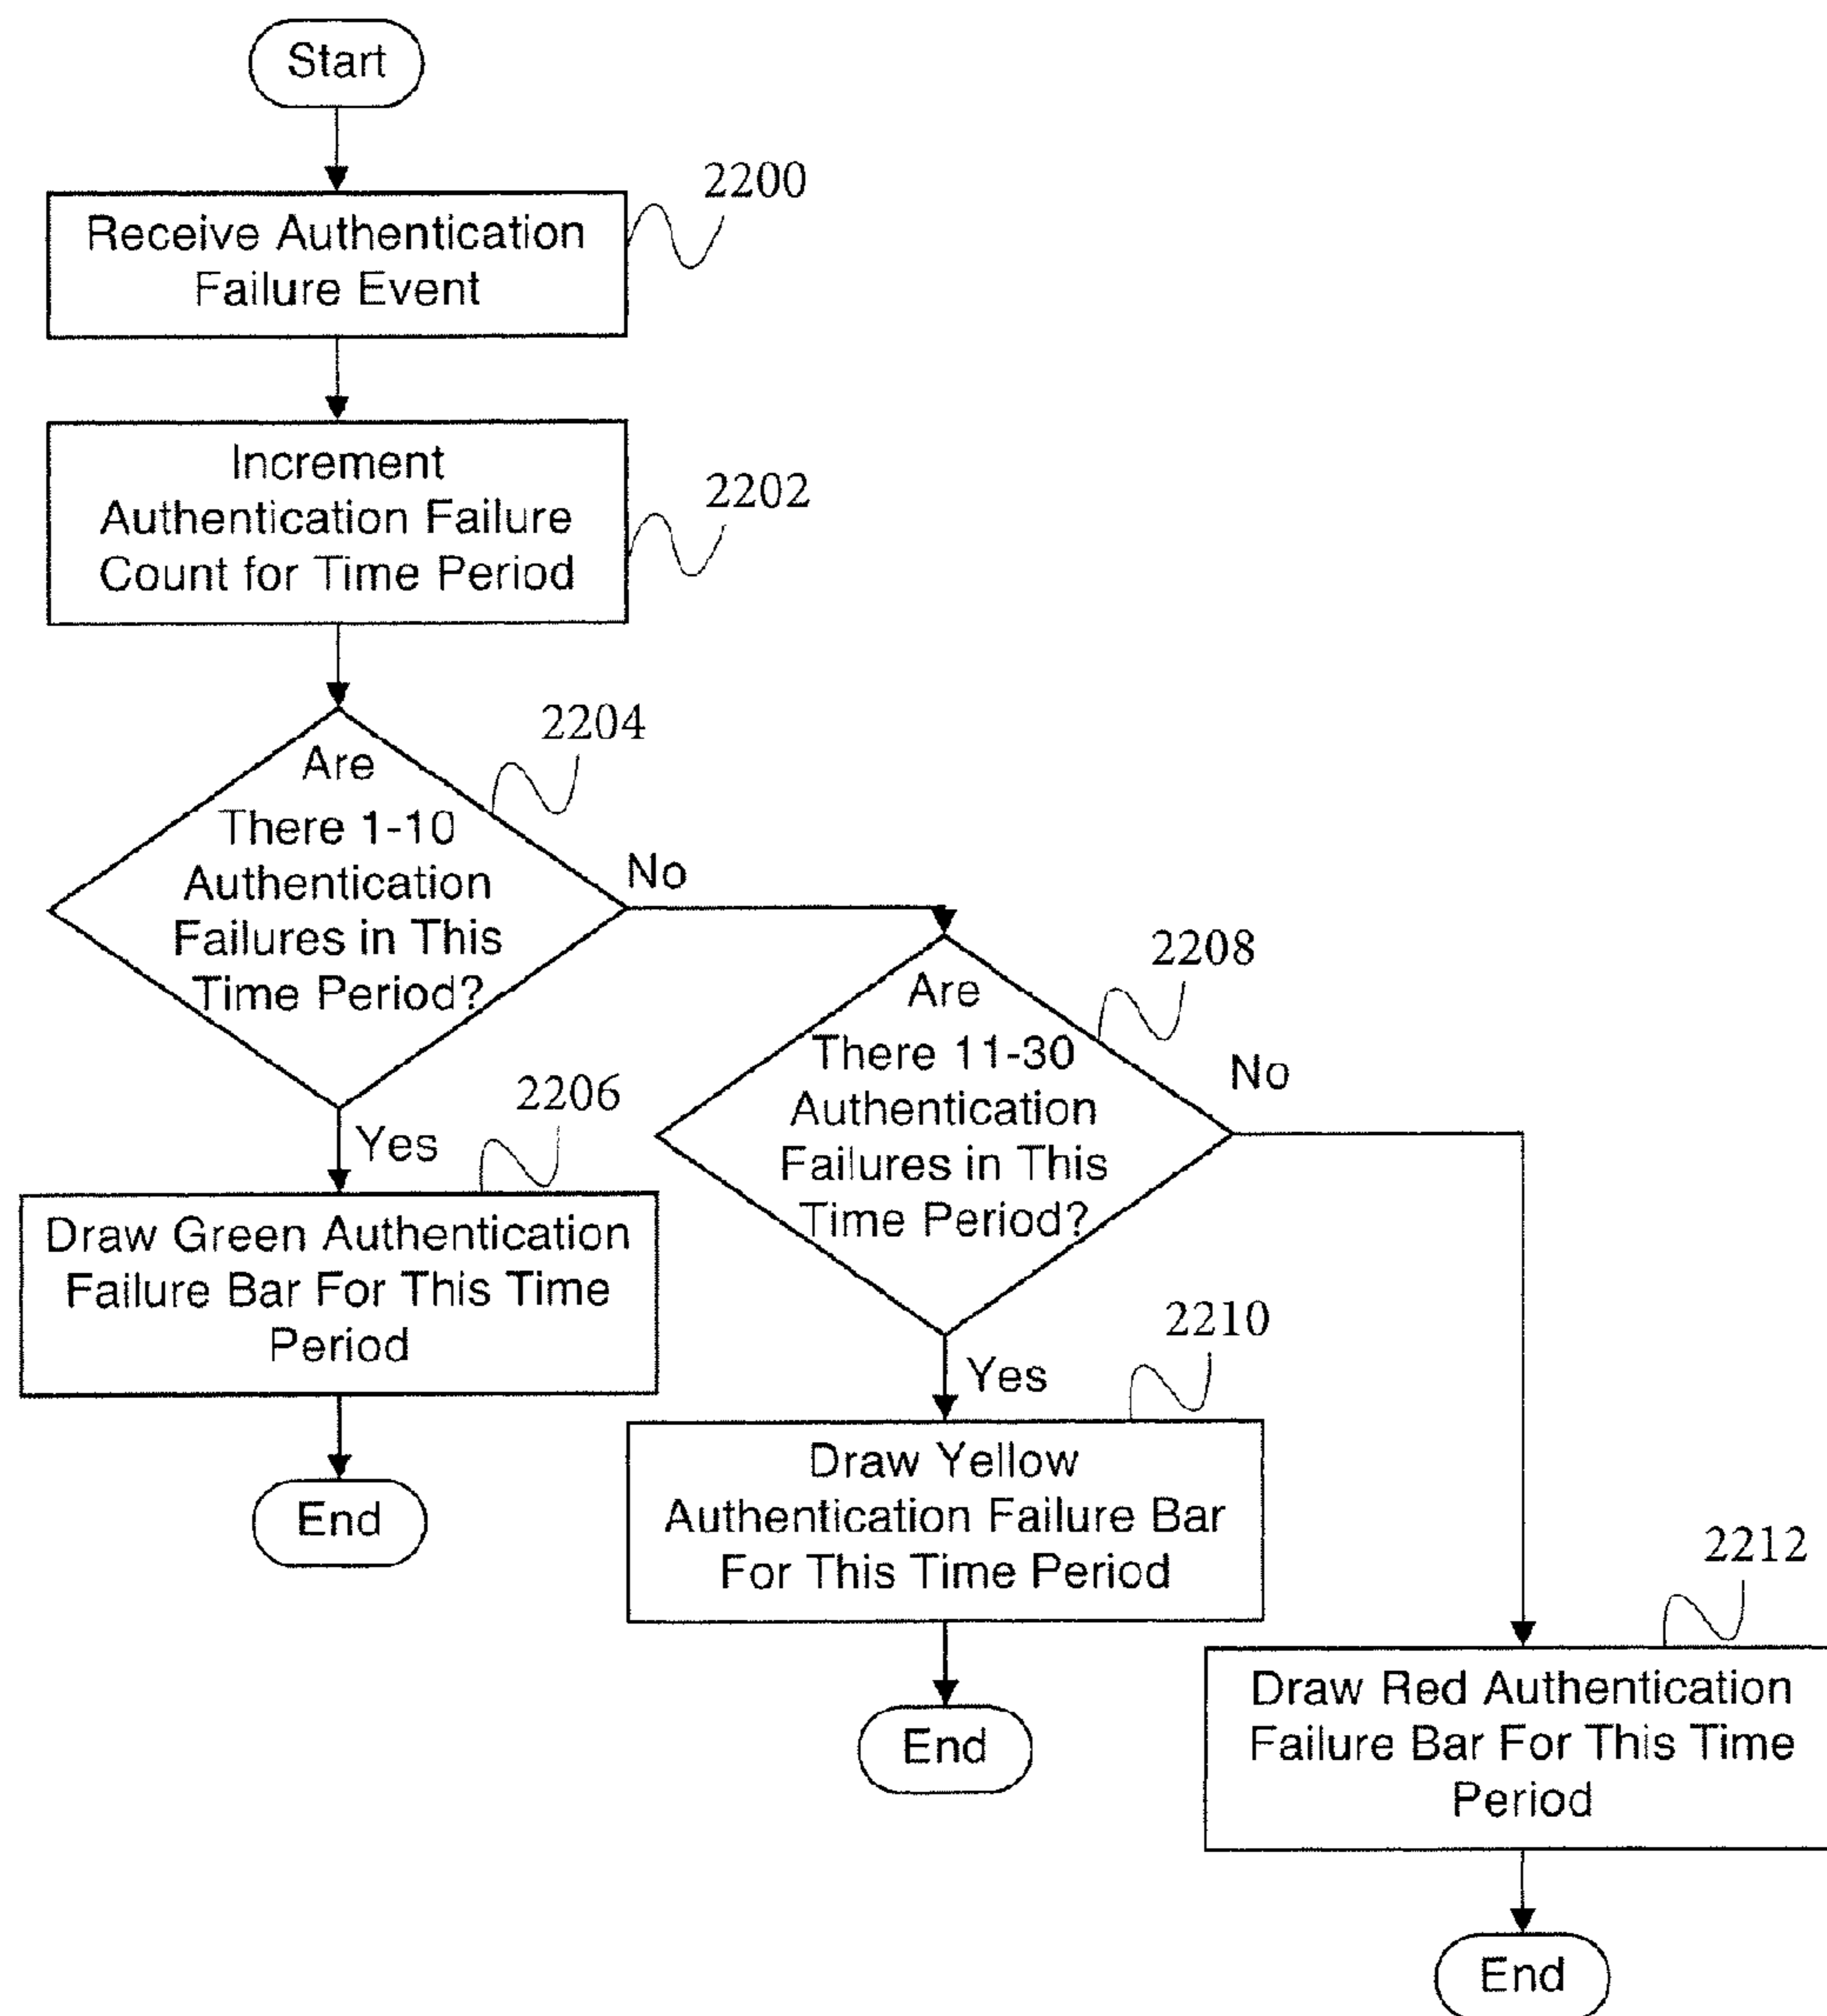 Start
2200
Receive Authentication
Failure Event
2202
Increment
Authentication Failure
Count for Time Period
2204
Are
There 1-10
Authentication
Failures in This
Time Period?
No
2208
Are
There 11-30
Authentication
Failures in This
Time Period?
No
2206
Yes
Draw Green Authentication
Failure Bar For This Time
Period
End
2210
Yes
Draw Yellow
Authentication Failure Bar
For This Time Period
End
2212
Draw Red Authentication
Failure Bar For This Time
Period
End